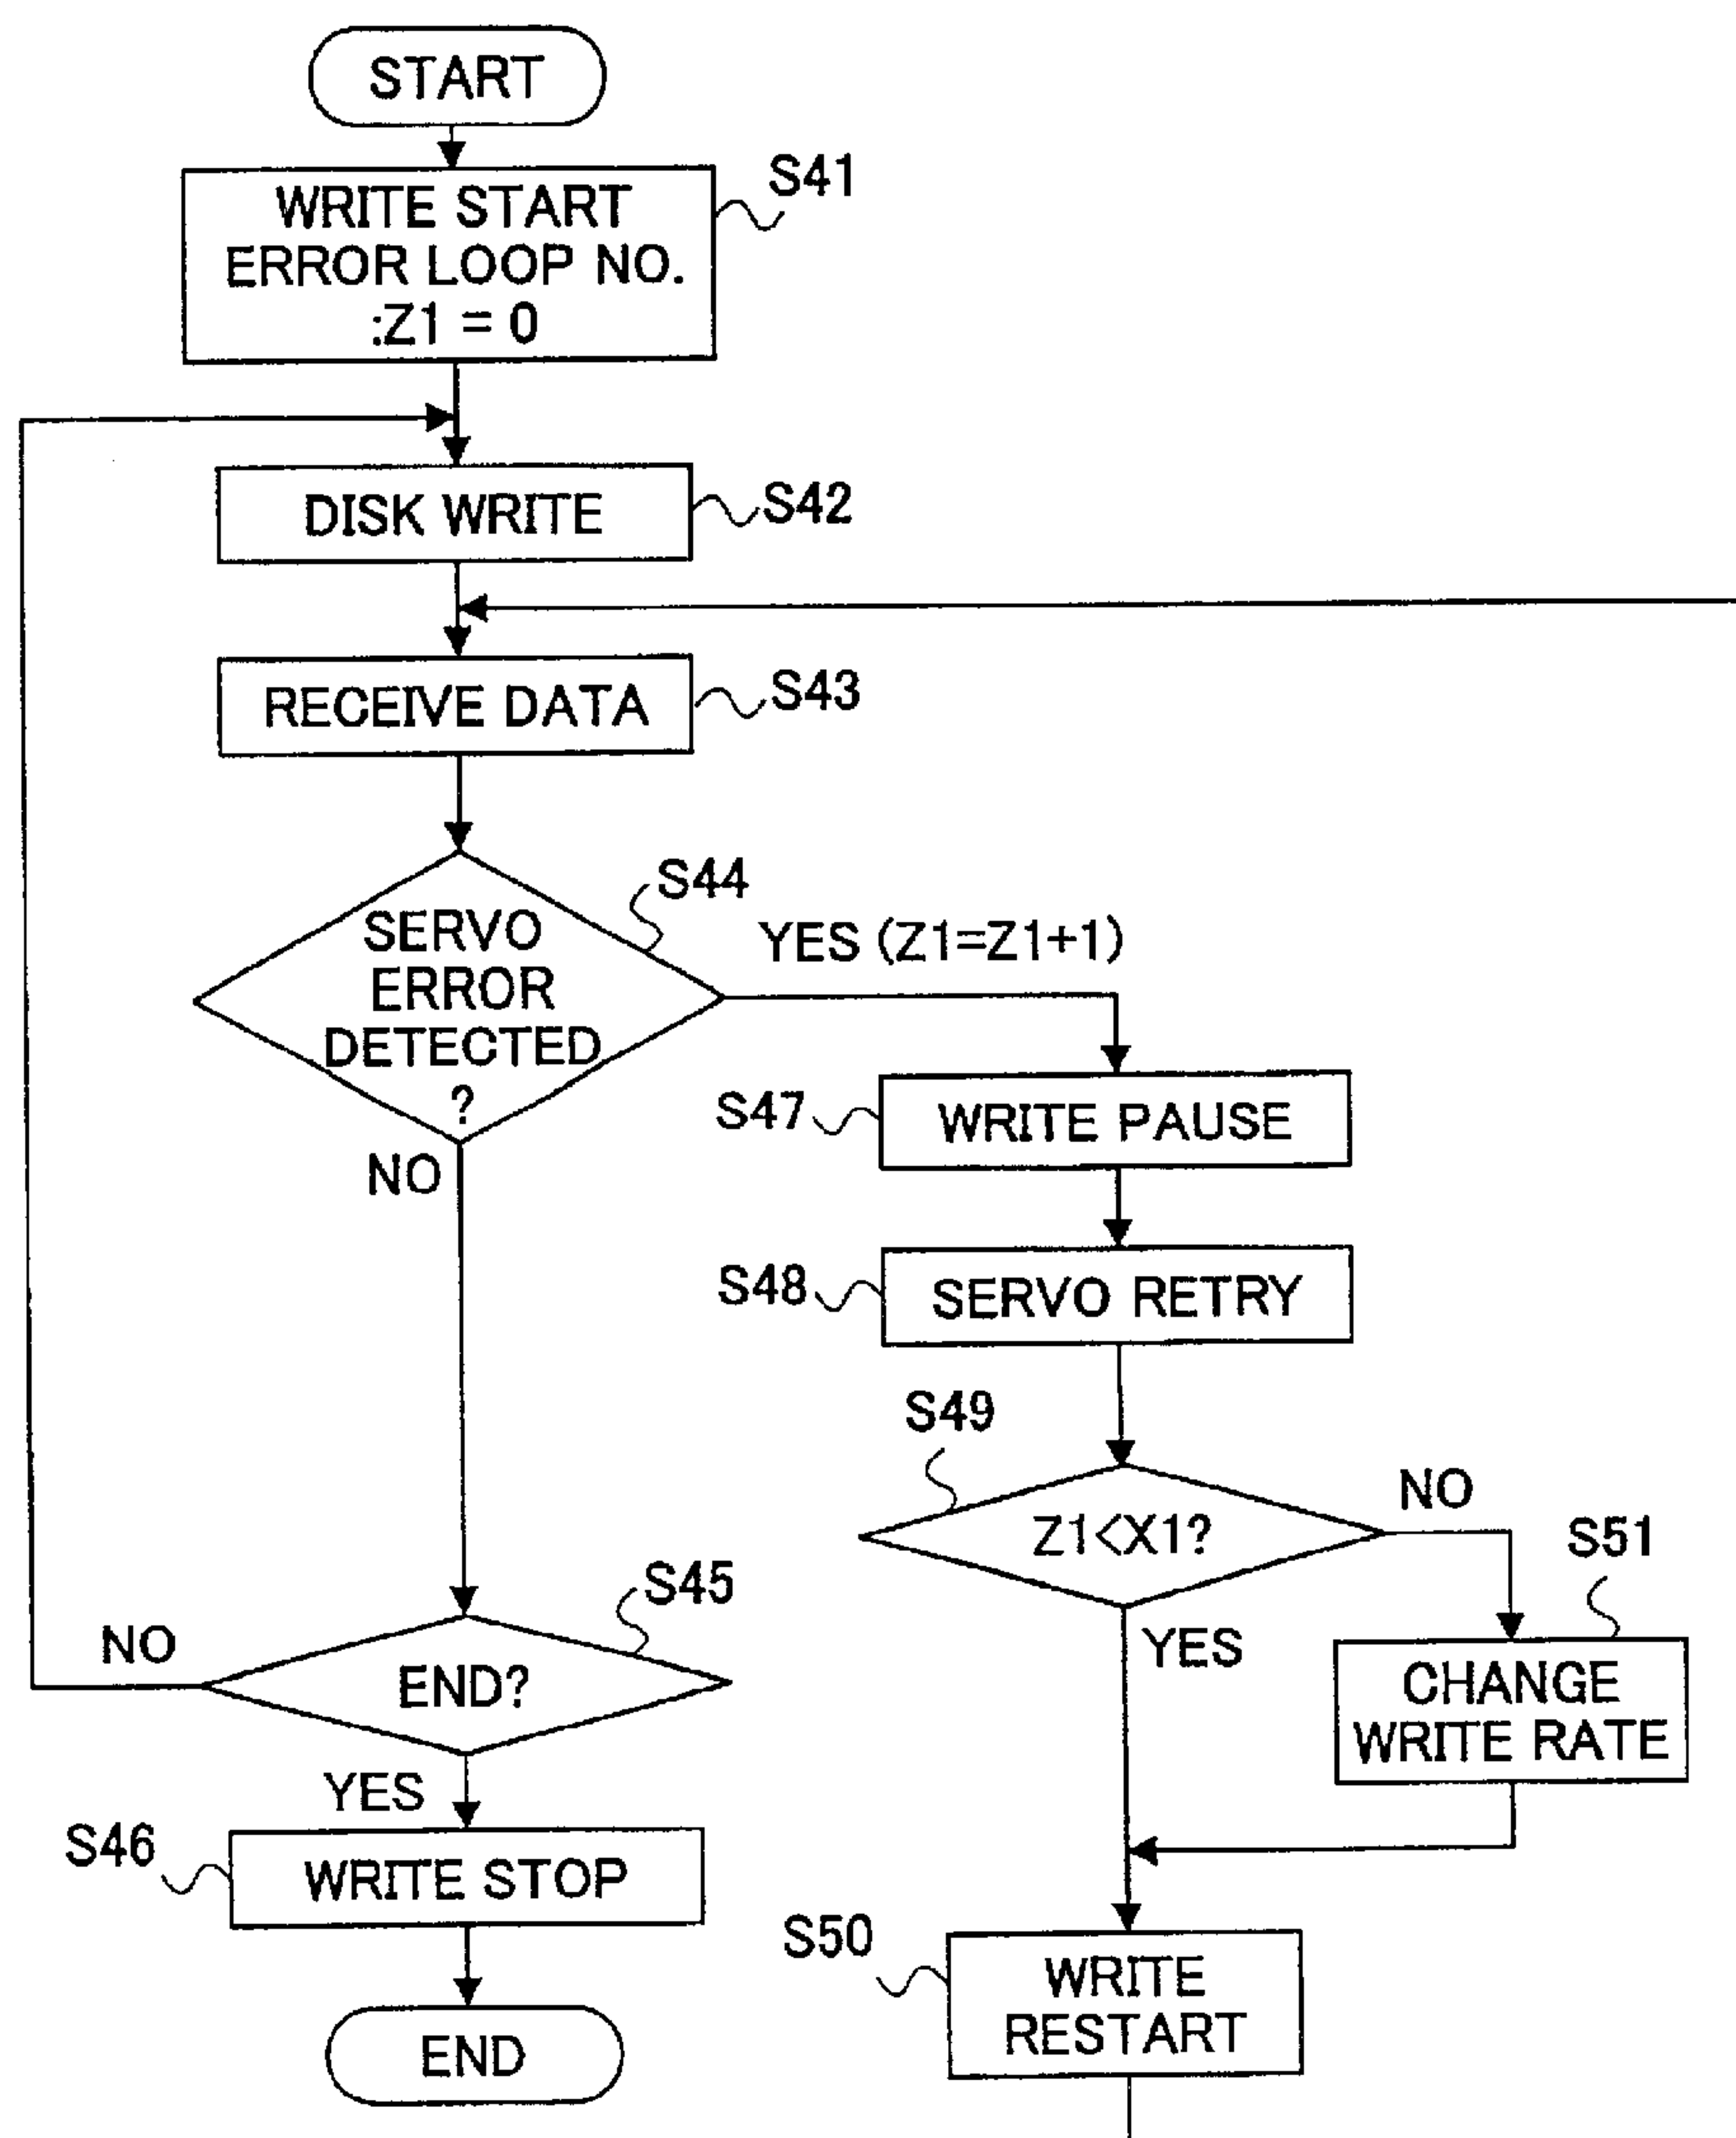 START
S41
WRITE START
ERROR LOOP NO.
:Z1 = 0
DISK WRITE
S42
RECEIVE DATA
S43
S44
SERVO
ERROR
DETECTED
?
YES (Z1=Z1+1)
NO
S47
WRITE PAUSE
S48
SERVO RETRY
S49
Z1<X1?
NO
S51
YES
CHANGE
WRITE RATE
S45
NO
END?
YES
S46
WRITE STOP
S50
WRITE
RESTART
END